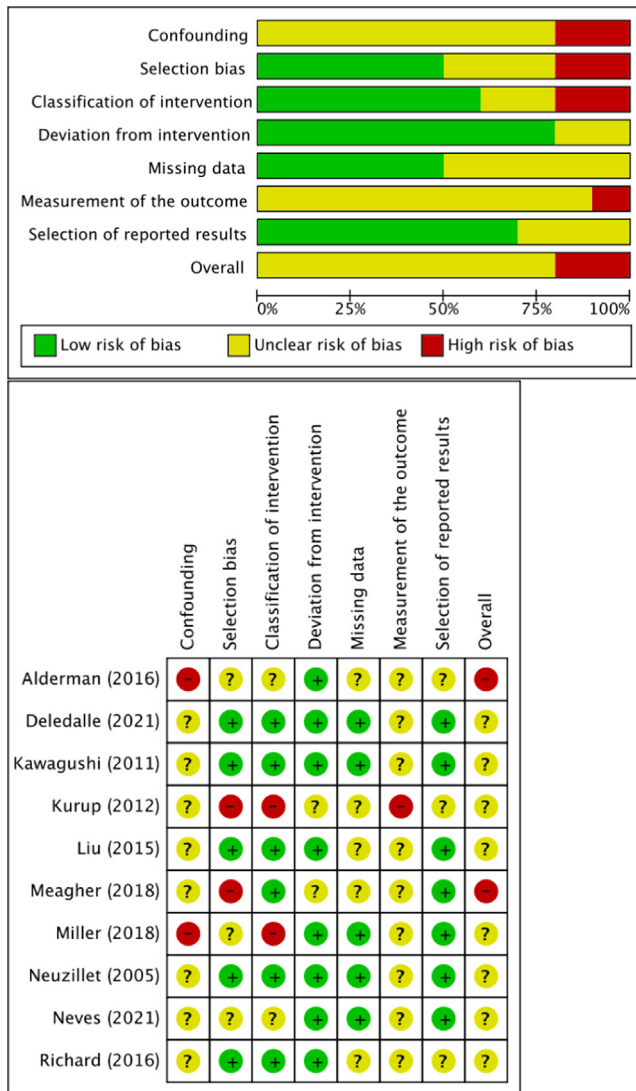 Confounding
Selection bias
Classification of intervention
Deviation from intervention
Missing data
Measurement of the outcome
Selection of reported results
Overall
0% 25% 50% 75% 100%
Low risk of bias Unclear risk of bias High risk of bias
Confounding
Selection bias
Classification of intervention
Deviation from intervention
Missing data
Measurement of the outcome
Selection of reported results
Overall
Alderman (2016) - ? ? + ? ? ? -
Deledalle (2021) ? + + + + ? + ?
Kawagushi (2011) ? + + + + ? + ?
Kurup (2012) ? - - ? ? - ? ?
Liu (2015) ? + + + ? ? + ?
Meagher (2018) ? - + ? ? ? + -
Miller (2018) - ? - + + ? + ?
Neuzillet (2005) ? + + + + ? + ?
Neves (2021) ? ? ? + + ? + ?
Richard (2016) ? + + + ? ? ? ?